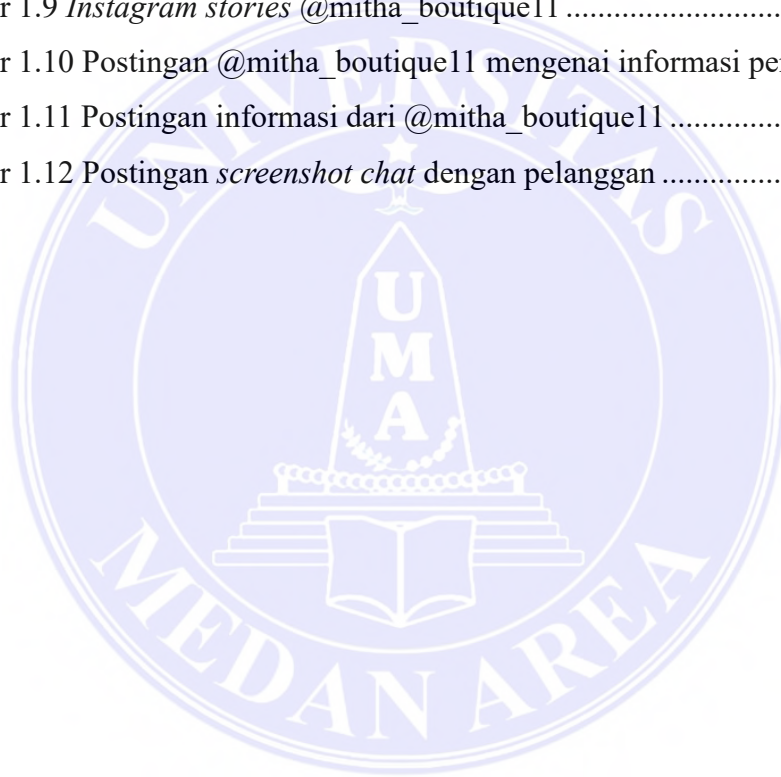 r 1.9 Instagram stories @mitha_boutique11 ............................
r 1.10 Postingan @mitha_boutique11 mengenai informasi
r 1.11 Postingan informasi dari @mitha_boutique11 ...............
r 1.12 Postingan screenshot chat dengan pelanggan ...............
UNIVERSITAS
U
M
A
MEDAN AREA